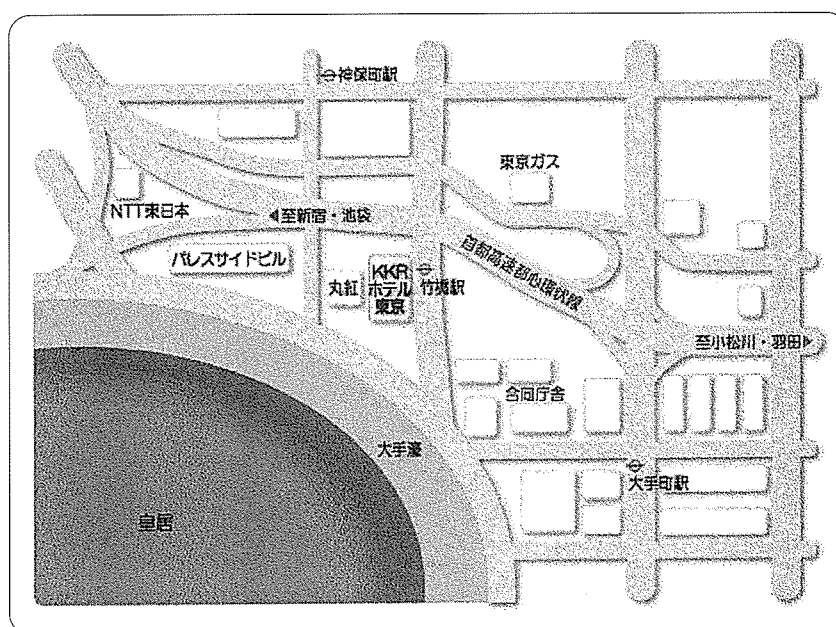 神保町駅
東京ガス
NTT東日本
◀至新宿・池袋
首都高速都心環状線
パレスサイドビル
丸紅
KKR
ホテル
東京
竹橋駅
至小松川・羽田▶
合同庁舎
大手濠
大手町駅
皇居